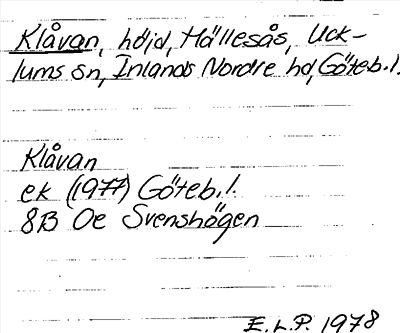 Klåvan, höjd, Hällesås, Uck-
lums sn, Inlands Nordre hd, Göteb. l.
Klåvan
ek (1977) Göteb. l.
8B Oe Svenshögen
E.L.P. 1978